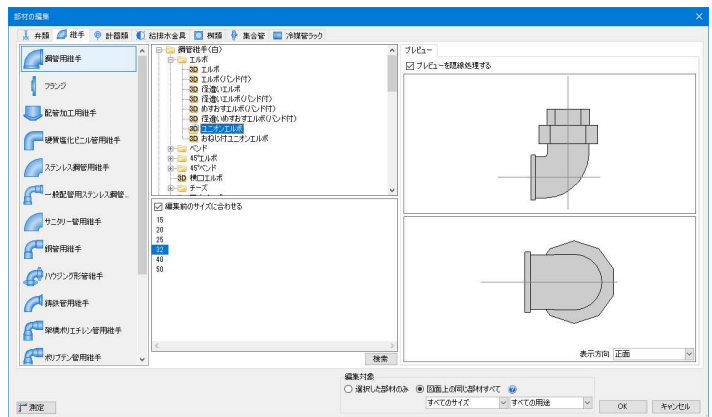 部材の編集
弁類 継手 計器類 給排水金具 桝類 集合管 冷媒管ラック
鋼管用継手
フランジ
配管加工用継手
硬質塩化ビニル管用継手
ステンレス鋼管用継手
一般配管用ステンレス鋼管...
サニタリー管用継手
銅管用継手
ハウジング形管継手
鋳鉄管用継手
架橋ポリエチレン管用継手
ポリブテン管用継手
鋼管継手(白)
エルボ
3D エルボ
3D エルボ(バンド付)
3D 径違いエルボ
3D 径違いエルボ(バンド付)
3D めすおすエルボ(バンド付)
3D 径違いめすおすエルボ(バンド付)
3D ユニオンエルボ
3D おねじ付ユニオンエルボ
ベンド
45°エルボ
45°ベンド
3D 横口エルボ
チーズ
編集前のサイズに合わせる
15
20
25
32
40
50
検索
プレビュー
プレビューを隠線処理する
表示方向 正面
編集対象
選択した部材のみ 図面上の同じ部材すべて
すべてのサイズ すべての用途
測定 OK キャンセル